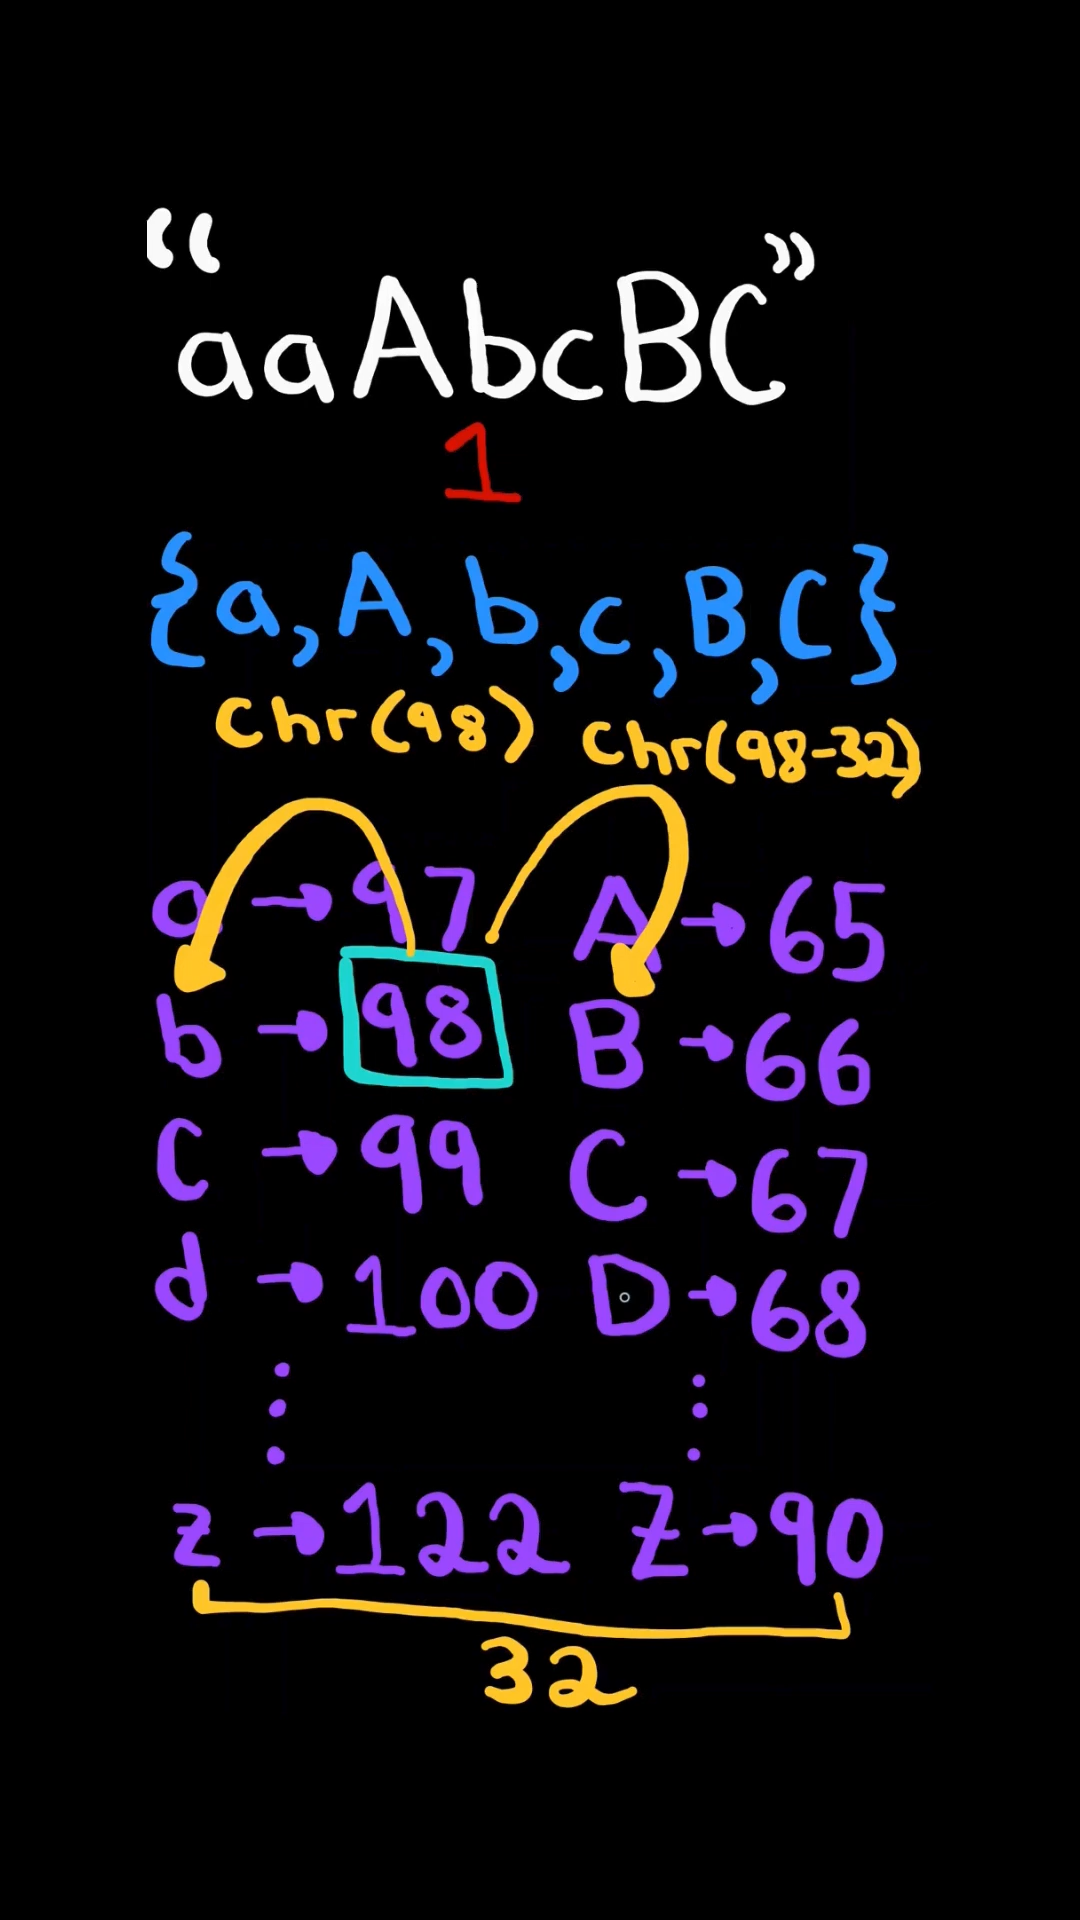 “aaAbcBC”
1
{a, A, b, c, B, C}
Chr(98) Chr(98-32)
a → 97 A → 65
b → 98 B → 66
c → 99 C → 67
d → 100 D → 68
z → 122 Z → 90
32